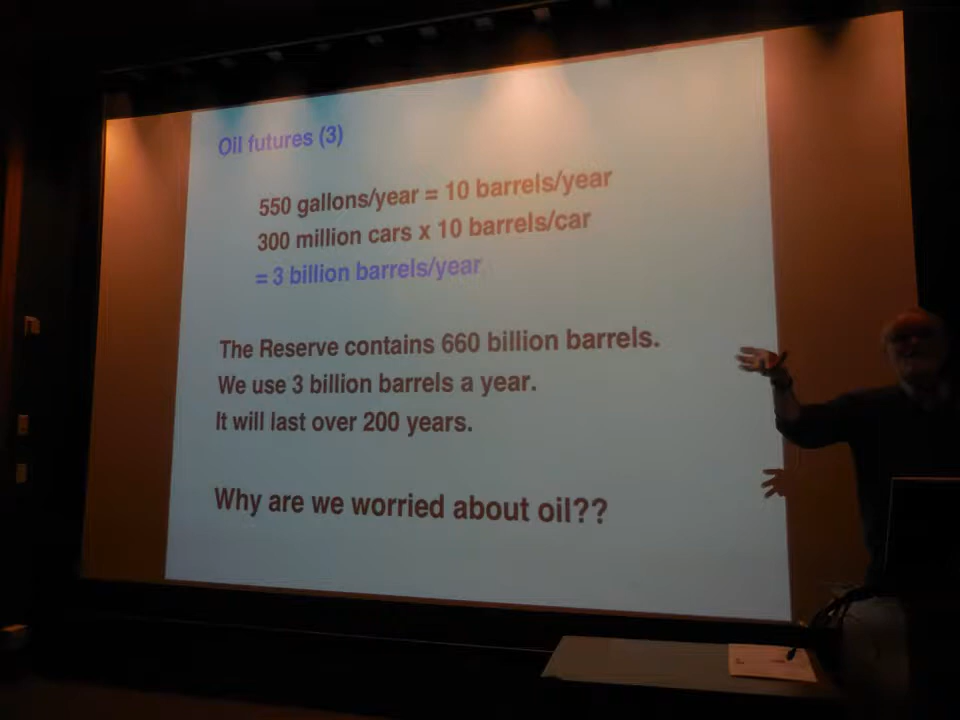 Oil futures (3)
550 gallons/year = 10 barrels/year
300 million cars x 10 barrels/car
= 3 billion barrels/year
The Reserve contains 660 billion barrels.
We use 3 billion barrels a year.
It will last over 200 years.
Why are we worried about oil??